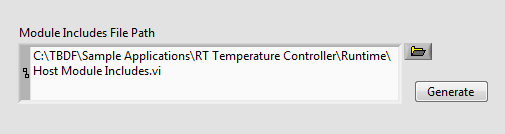 Module Includes File Path
C:\TBDF\Sample Applications\RT Temperature Controller\Runtime\
Host Module Includes.vi
Generate